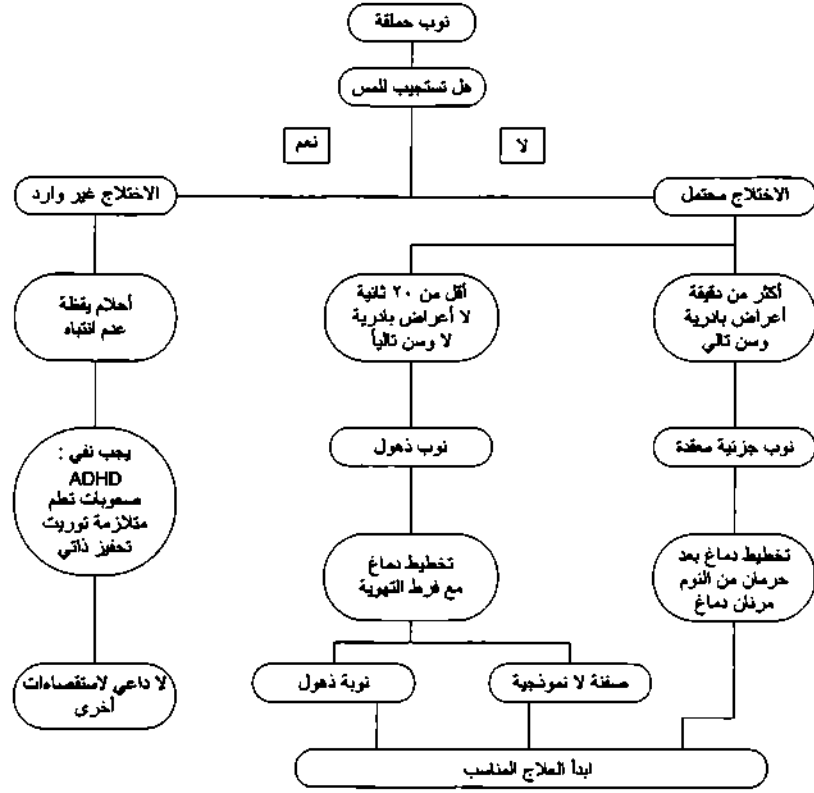 نوب حملقة
هل تستجيب للمس
نعم
لا
الاختلاج غير وارد
الاختلاج محتمل
أحلام يقظة
عدم انتباه
أقل من ٢٠ ثانية
لا أعراض بادرية
لا وسن تالياً
أكثر من دقيقة
أعراض بادرية
وسن تالي
يجب نفي :
ADHD
صعوبات تعلم
متلازمة توريت
تحفيز ذاتي
نوب ذهول
نوب جزئية معقدة
تخطيط دماغ
مع فرط التهوية
تخطيط دماغ بعد
حرمان من النوم
مرنان دماغ
لا داعي لاستقصاءات
أخرى
نوبة ذهول
صفنة لا نموذجية
ابدأ العلاج المناسب